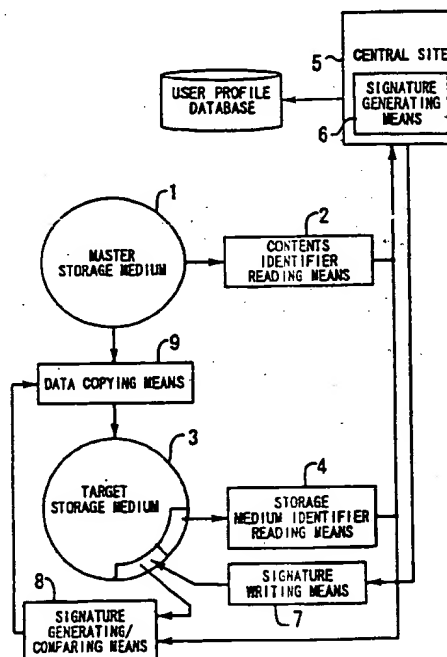 5
CENTRAL SITE
USER PROFILE
DATABASE
SIGNATURE
GENERATING
MEANS
6
1
MASTER
STORAGE MEDIUM
2
CONTENTS
IDENTIFIER
READING MEANS
9
DATA COPYING MEANS
3
TARGET
STORAGE MEDIUM
4
STORAGE
MEDIUM IDENTIFIER
READING MEANS
8
SIGNATURE
WRITING MEANS
7
SIGNATURE
GENERATING/
COMPARING MEANS